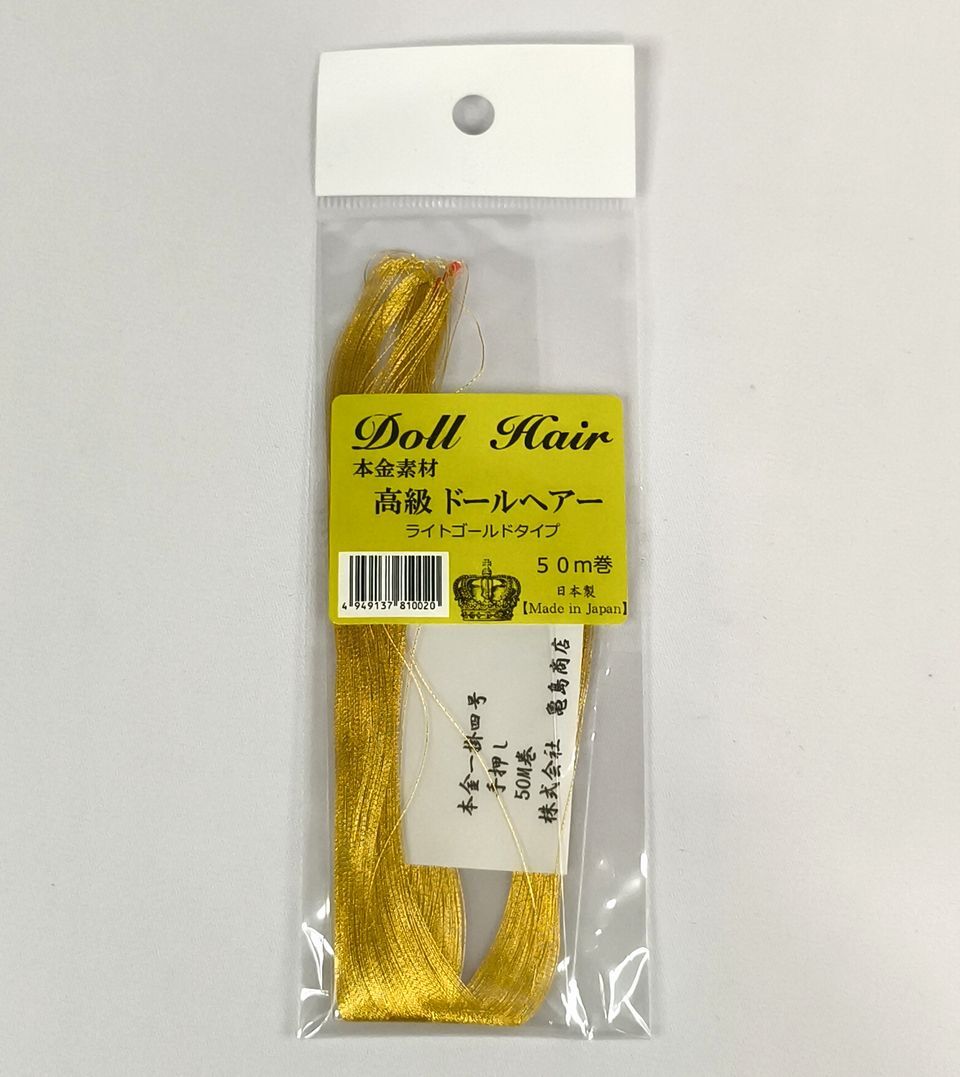 Doll Hair
本金素材
高級 ドールヘアー
ライトゴールドタイプ
50m巻
日本製
【Made in Japan】
4 949137 810020
本金一掛四号
手押し
50M巻
株式会社 亀島商店